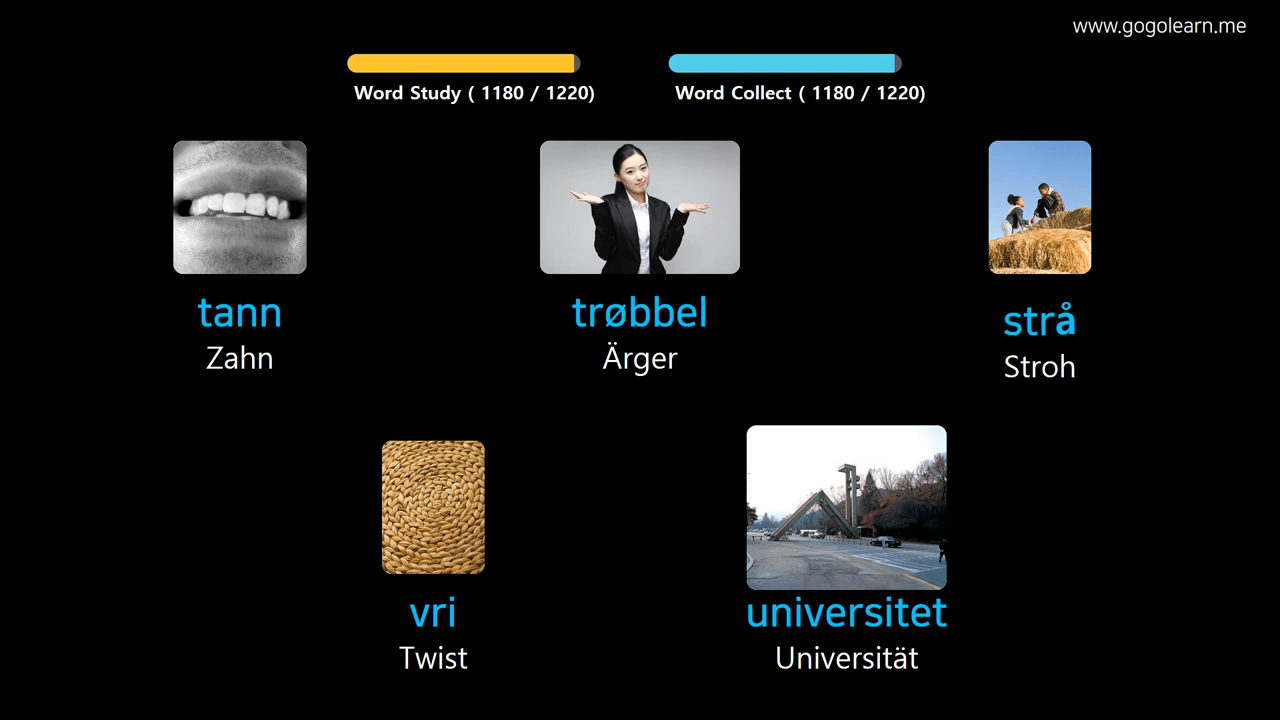 www.gogolearn.me
Word Study ( 1180 / 1220)
Word Collect ( 1180 / 1220)
tann
Zahn
trøbbel
Ärger
strå
Stroh
vri
Twist
universitet
Universität